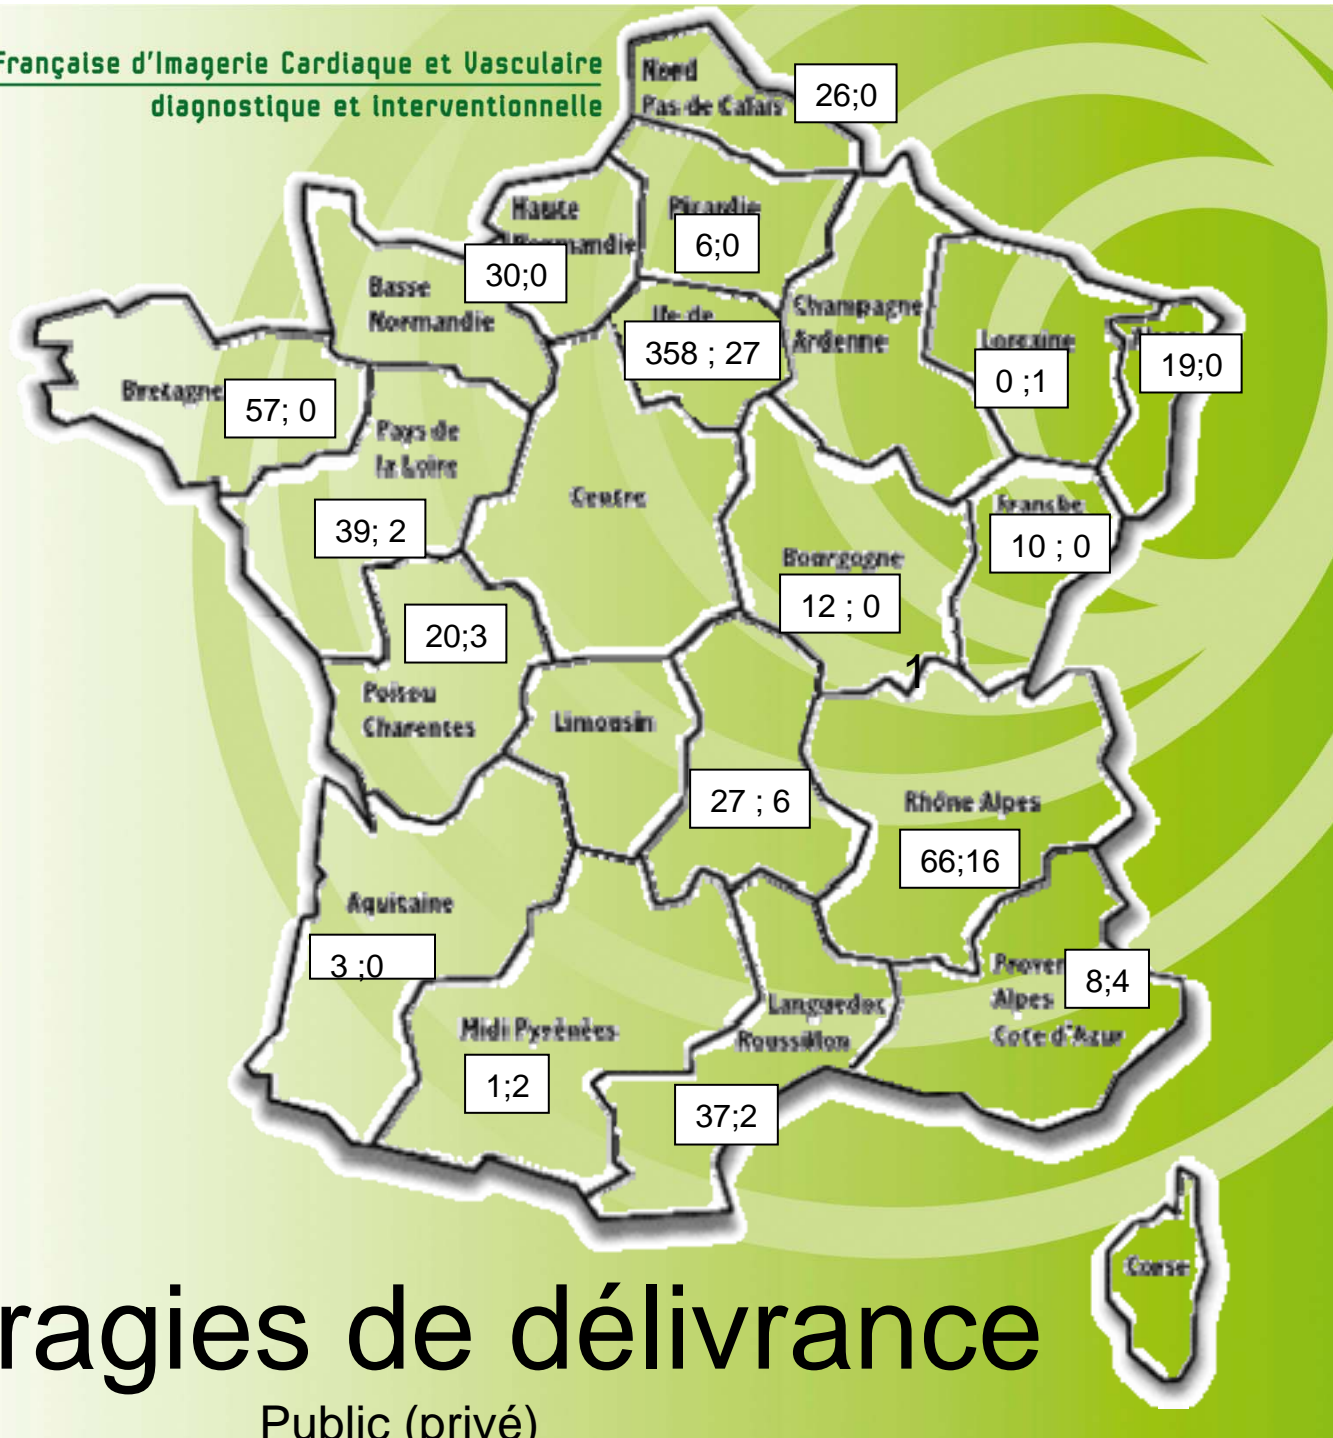 Française d'Imagerie Cardiaque et Vasculaire
diagnostique et interventionnelle
Nord
Pas de Calais
26;0
Haute
Normandie
Picardie
6;0
30;0
Basse
Normandie
Ile de
358 ; 27
Champagne
Ardenne
Lorraine
0 ;1
19;0
Bretagne
57; 0
Pays de
la Loire
39; 2
Centre
Franche
10 ; 0
Bourgogne
12 ; 0
1
20;3
Poitou
Charentes
Limousin
27 ; 6
Rhône Alpes
66;16
Aquitaine
3 ;0
Alpes
Cote d'Azur
8;4
Midi Pyrénées
1;2
Languedoc
Roussillon
37;2
Corse
ragies de délivrance
Public (privé)